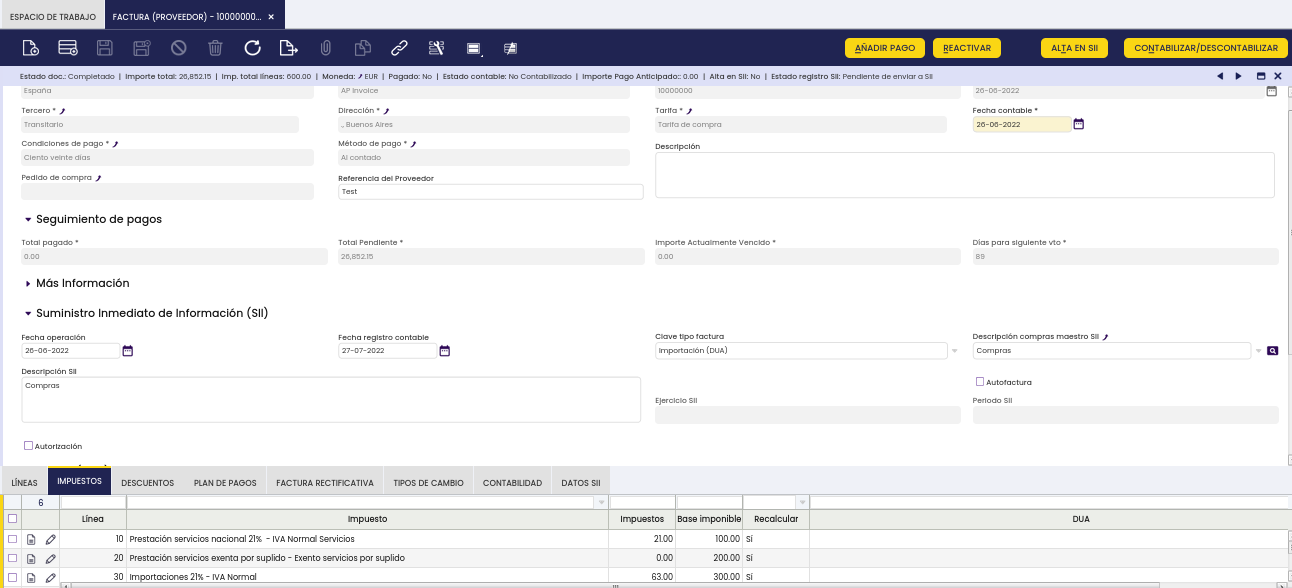 ESPACIO DE TRABAJO
FACTURA (PROVEEDOR) - 10000000... ×
AÑADIR PAGO
REACTIVAR
ALTA EN SII
CONTABILIZAR/DESCONTABILIZAR
Estado doc.: Completado | Importe total: 26,852.15 | Imp. total líneas: 600.00 | Moneda: EUR | Pagado: No | Estado contable: No Contabilizado | Importe Pago Anticipado:: 0.00 | Alta en SII: No | Estado registro SII: Pendiente de enviar a SII
España
AP Invoice
10000000
26-06-2022
Tercero *
Dirección *
Tarifa *
Fecha contable *
Transitario
., Buenos Aires
Tarifa de compra
26-06-2022
Condiciones de pago *
Método de pago *
Descripción
Ciento veinte días
Al contado
Pedido de compra
Referencia del Proveedor
Test
Seguimiento de pagos
Total pagado *
Total Pendiente *
Importe Actualmente Vencido *
Días para siguiente vto *
0.00
26,852.15
0.00
89
Más Información
Suministro Inmediato de Información (SII)
Fecha operación
Fecha registro contable
Clave tipo factura
Descripción compras maestro SII
26-06-2022
27-07-2022
Importación (DUA)
Compras
Descripción SII
Compras
Autofactura
Ejercicio SII
Periodo SII
Autorización
LÍNEAS
IMPUESTOS
DESCUENTOS
PLAN DE PAGOS
FACTURA RECTIFICATIVA
TIPOS DE CAMBIO
CONTABILIDAD
DATOS SII
6
Línea
Impuesto
Impuestos
Base imponible
Recalcular
DUA
10 Prestación servicios nacional 21% - IVA Normal Servicios 21.00 100.00 Sí
20 Prestación servicios exenta por suplido - Exento servicios por suplido 0.00 200.00 Sí
30 Importaciones 21% - IVA Normal 63.00 300.00 Sí